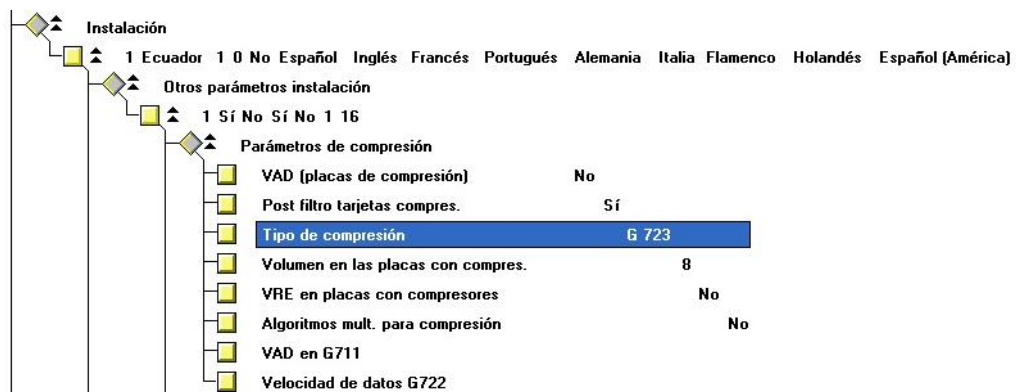 Instalación
1 Ecuador 1 0 No Español Inglés Francés Portugués Alemania Italia Flamenco Holandés Español (América)
Otros parámetros instalación
1 Sí No Sí No 1 16
Parámetros de compresión
VAD (placas de compresión) No
Post filtro tarjetas compres. Sí
Tipo de compresión G 723
Volumen en las placas con compres. 8
VRE en placas con compresores No
Algoritmos mult. para compresión No
VAD en G711
Velocidad de datos G722